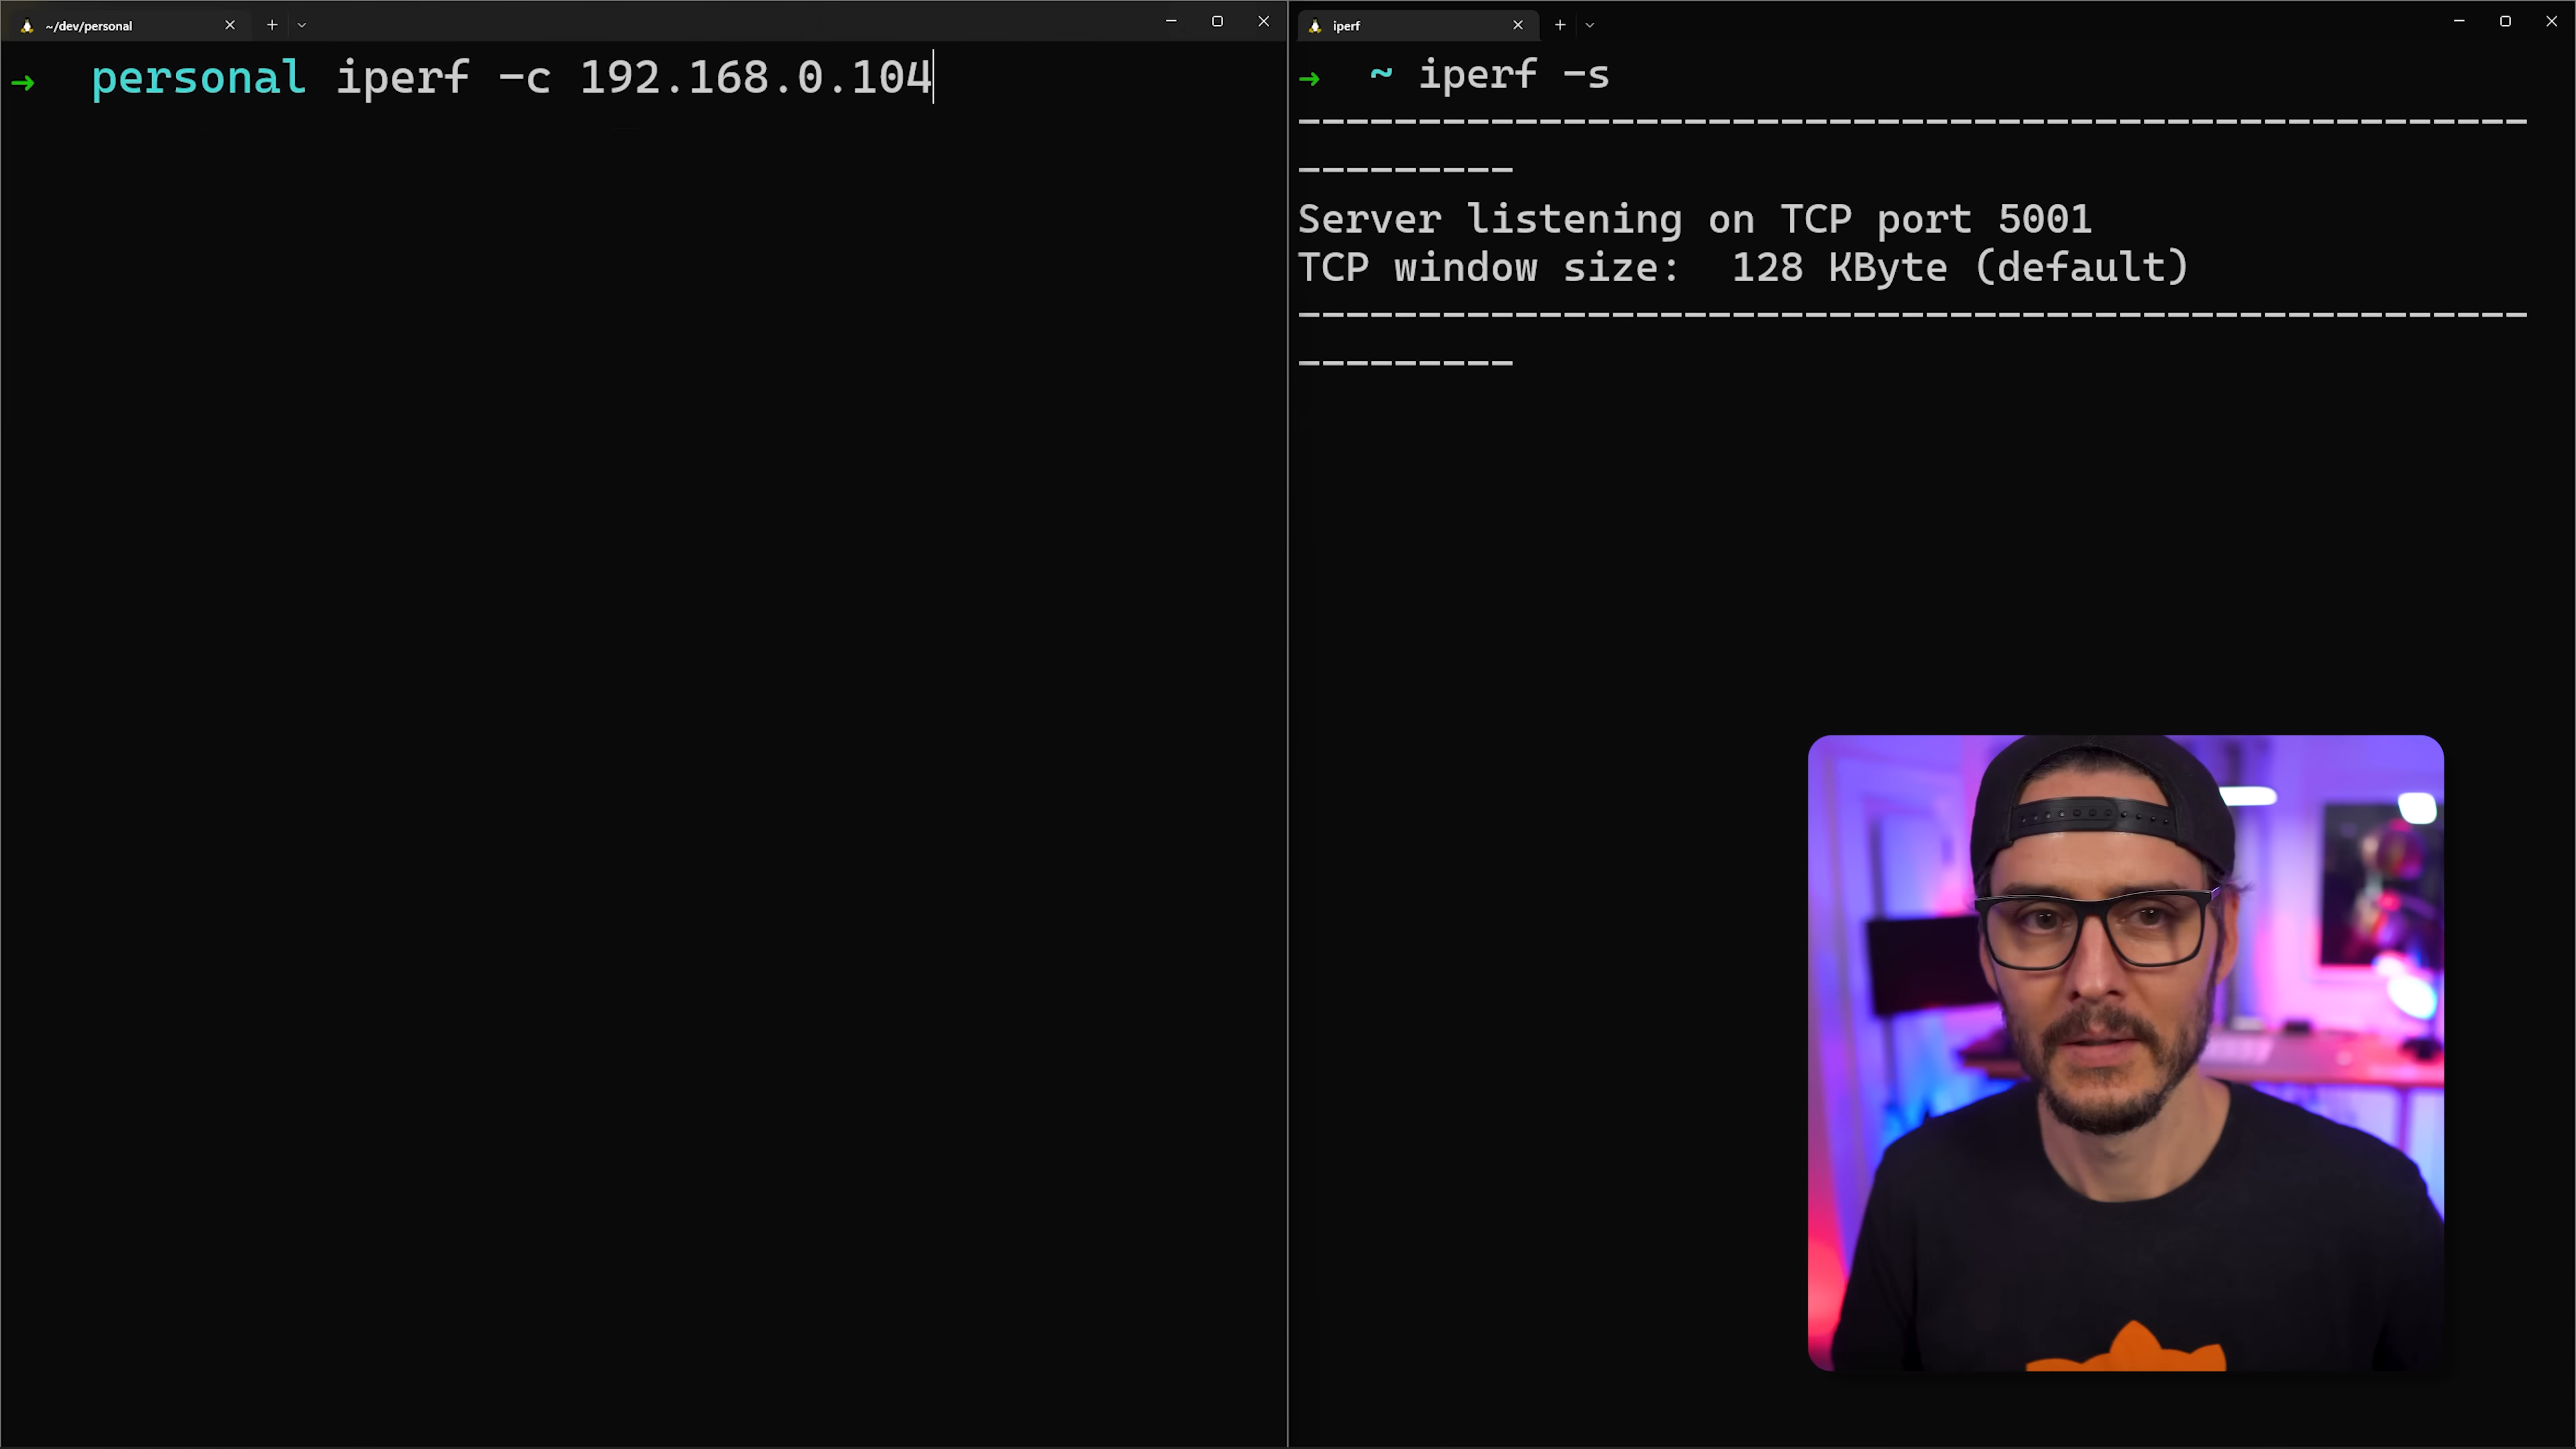 ~/dev/personal
➜ personal iperf -c 192.168.0.104
iperf
➜ ~ iperf -s
---------------------------------------------------
---------
Server listening on TCP port 5001
TCP window size:  128 KByte (default)
---------------------------------------------------
---------